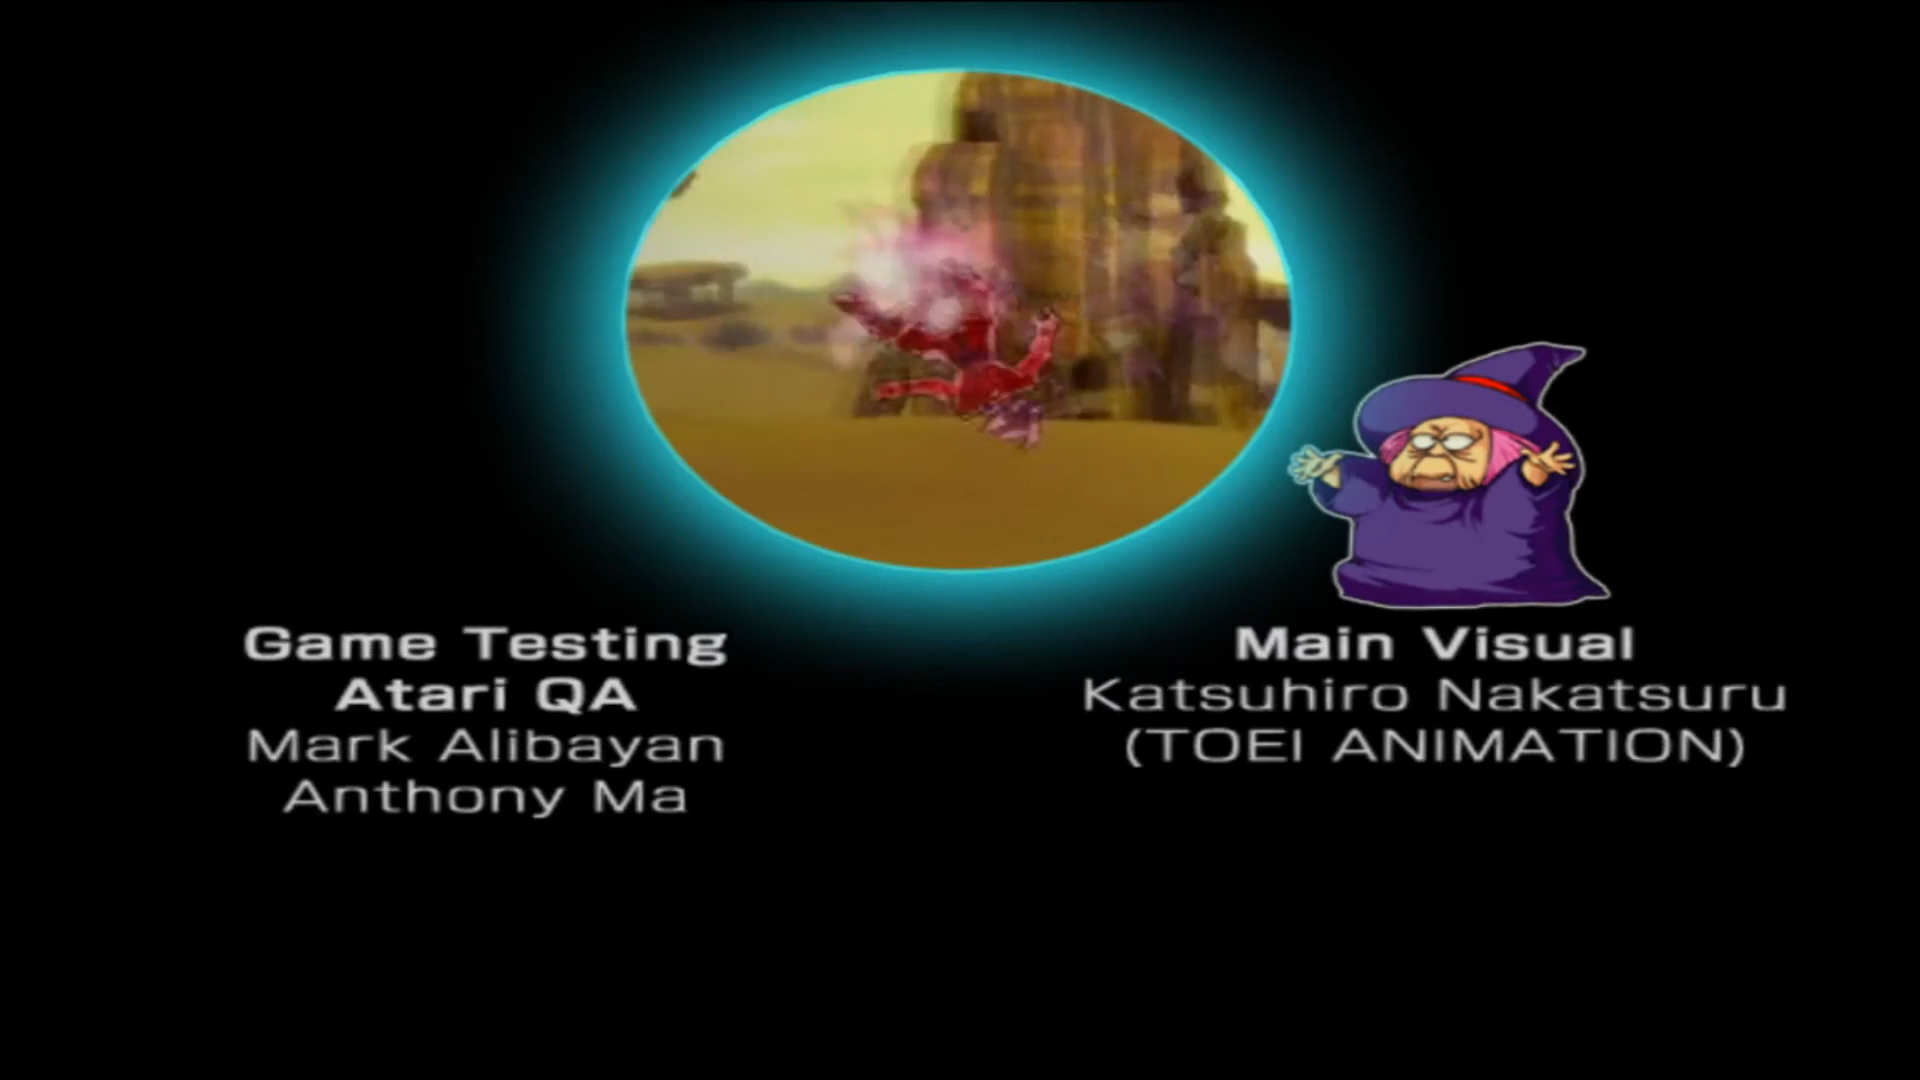 Game Testing
Atari QA
Mark Alibayan
Anthony Ma
Main Visual
Katsuhiro Nakatsuru
(TOEI ANIMATION)